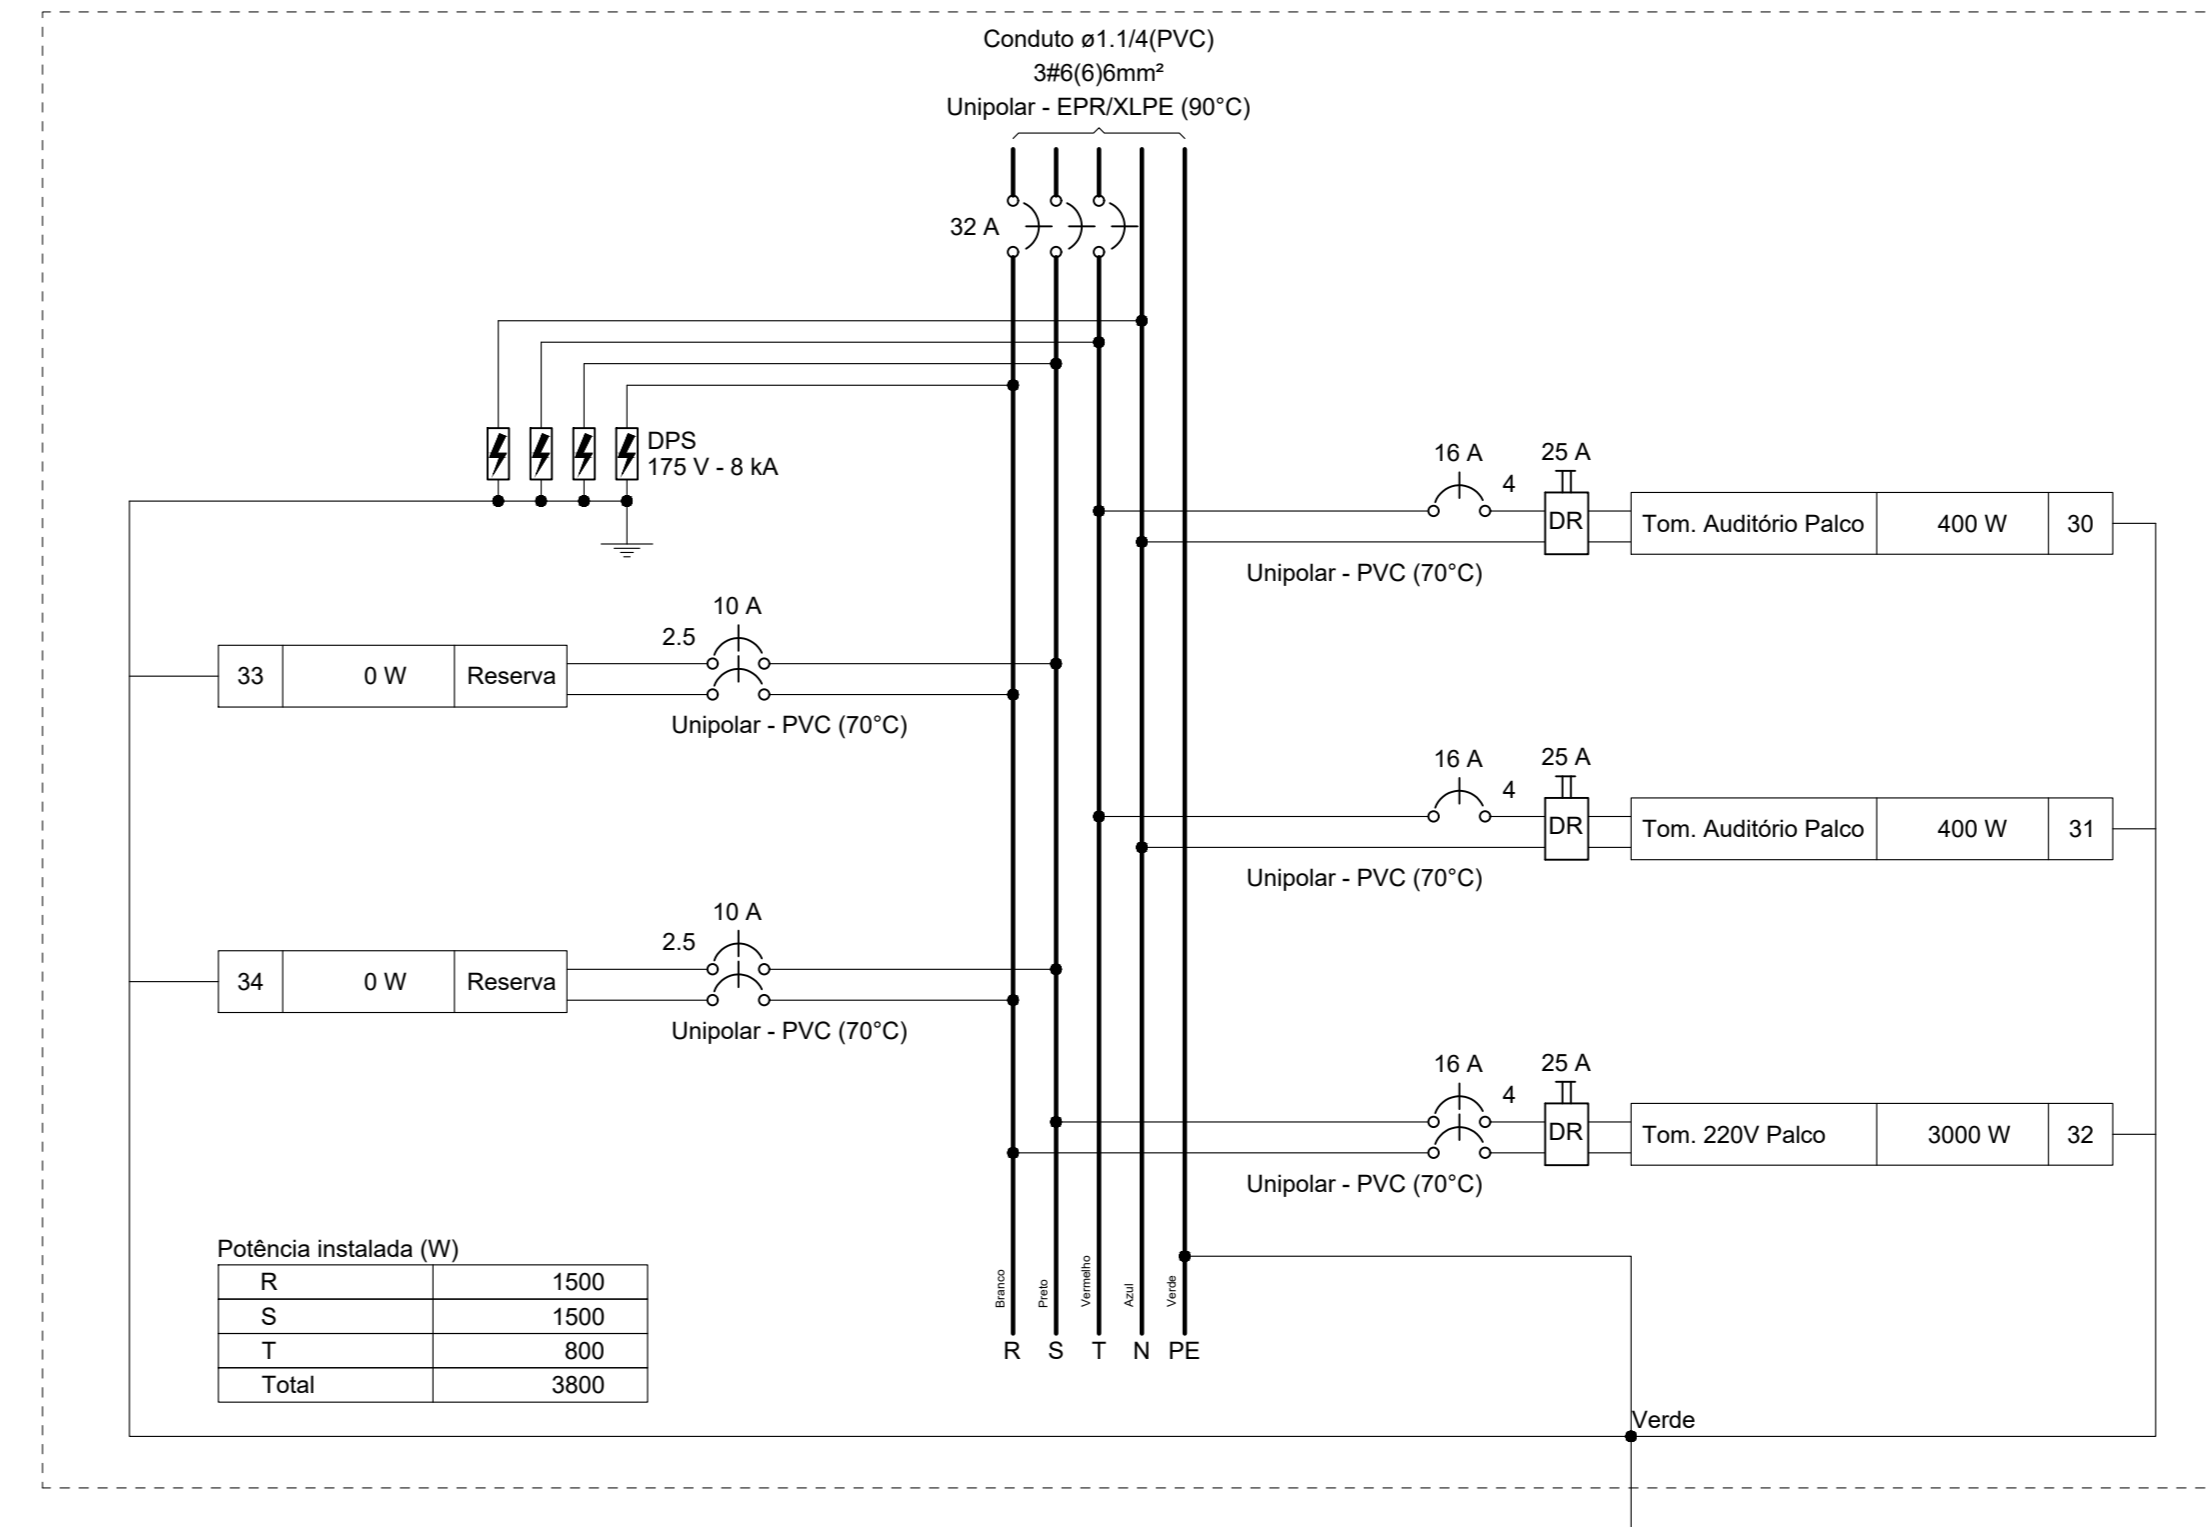 Conduto ø1.1/4(PVC)
3#6(6)6mm²
Unipolar - EPR/XLPE (90°C)
32 A
DPS
175 V - 8 kA
16 A
25 A
4
DR
Tom. Auditório Palco
400 W
30
Unipolar - PVC (70°C)
10 A
2.5
33
0 W
Reserva
Unipolar - PVC (70°C)
16 A
25 A
4
DR
Tom. Auditório Palco
400 W
31
Unipolar - PVC (70°C)
10 A
2.5
34
0 W
Reserva
Unipolar - PVC (70°C)
16 A
25 A
4
DR
Tom. 220V Palco
3000 W
32
Unipolar - PVC (70°C)
Potência instalada (W)
R 1500
S 1500
T 800
Total 3800
Branco
Preto
Vermelho
Azul
Verde
R S T N PE
Verde